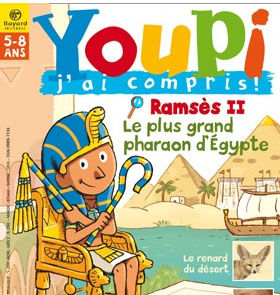 Bayard
5-8
ANS
Youpi
j'ai compris!
Ramsès II
Le plus grand
pharaon d'Égypte
Le renard
du désert